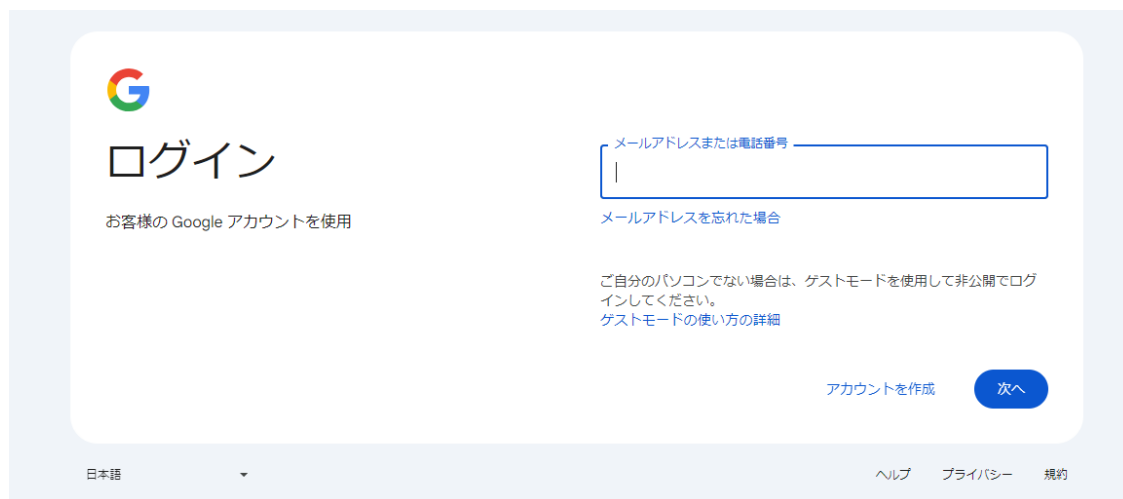 ログイン
お客様の Google アカウントを使用
メールアドレスまたは電話番号
メールアドレスを忘れた場合
ご自分のパソコンでない場合は、ゲストモードを使用して非公開でログ
インしてください。
ゲストモードの使い方の詳細
アカウントを作成
次へ
日本語
ヘルプ
プライバシー
規約